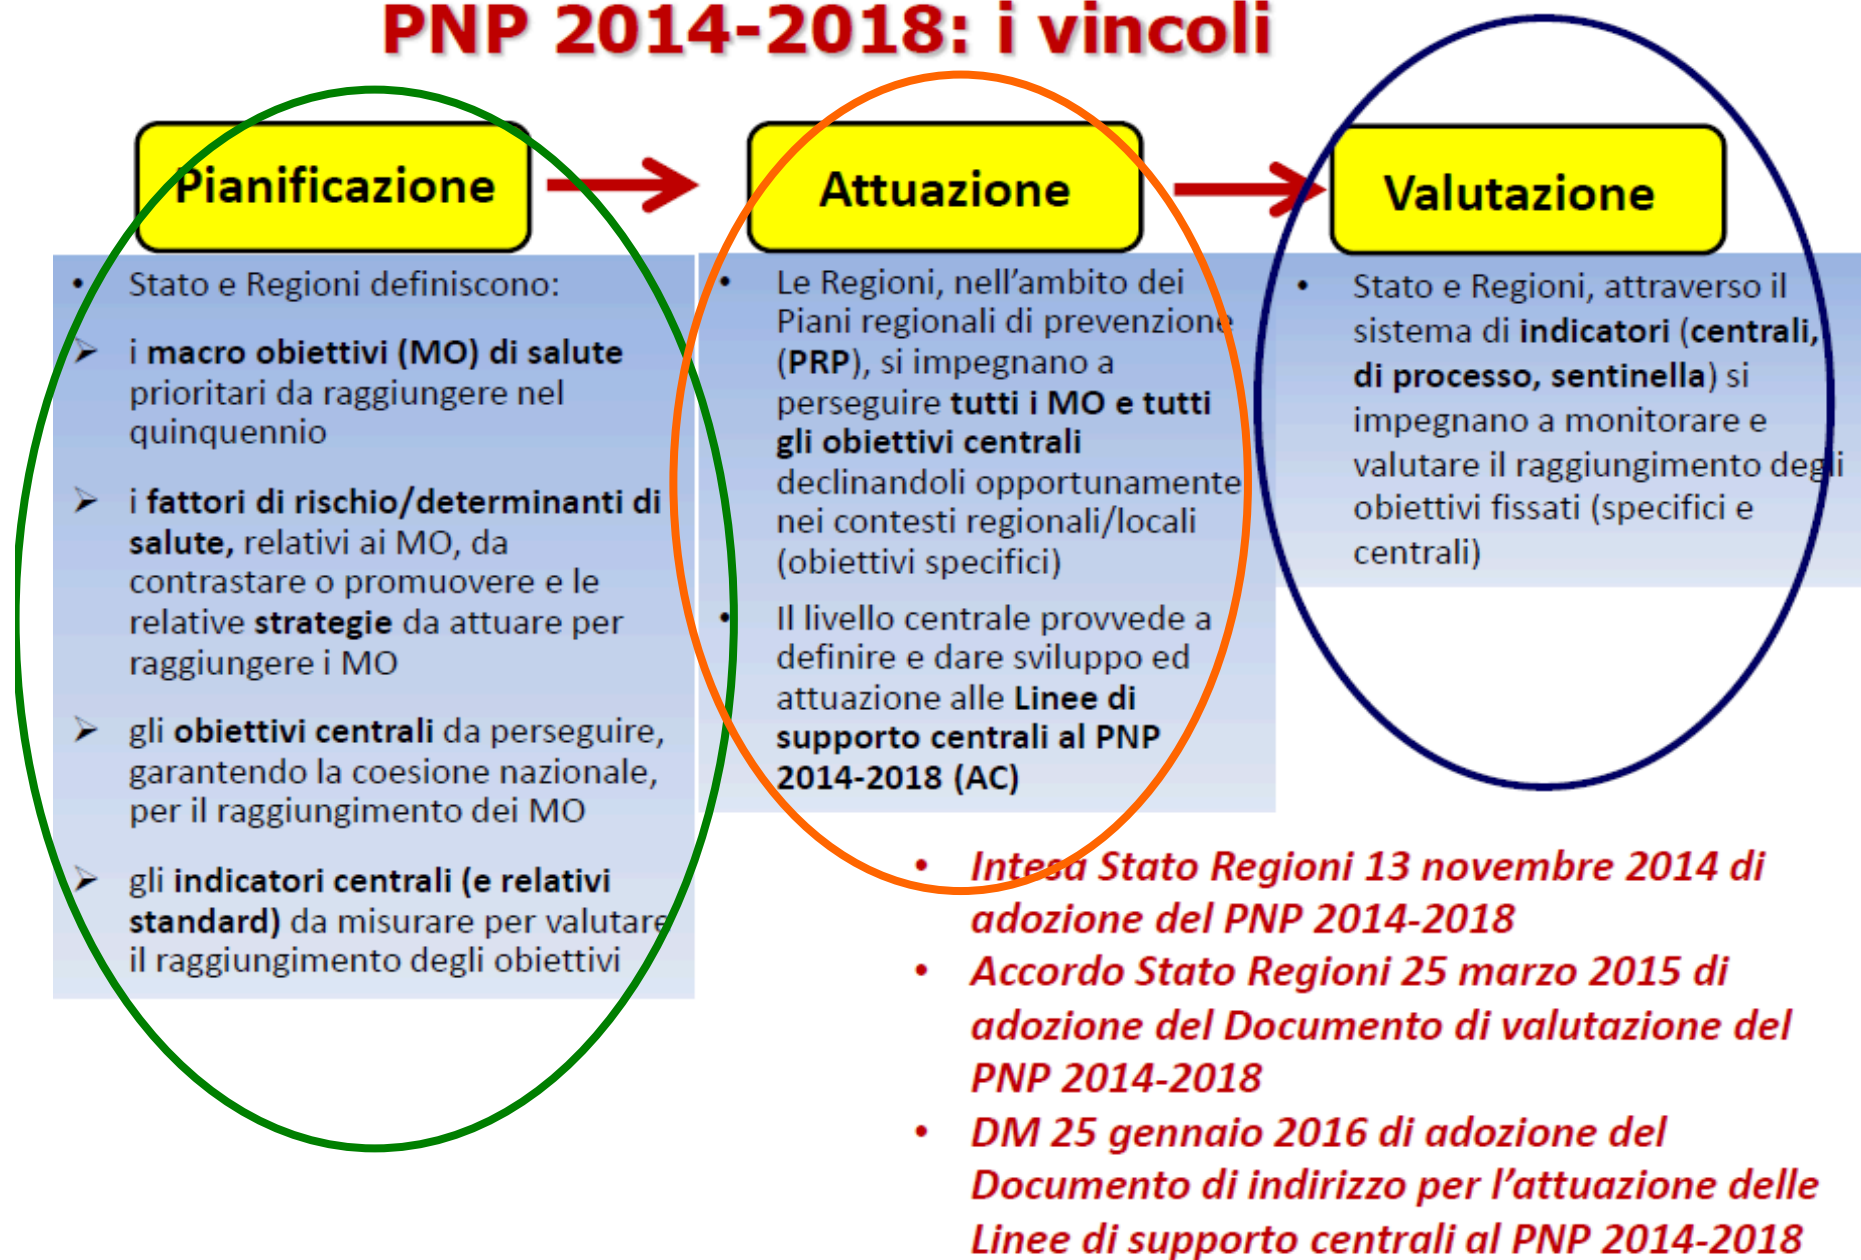 PNP 2014-2018: i vincoli
Pianificazione
• Stato e Regioni definiscono:
➢ i macro obiettivi (MO) di salute
prioritari da raggiungere nel
quinquennio
➢ i fattori di rischio/determinanti di
salute, relativi ai MO, da
contrastare o promuovere e le
relative strategie da attuare per
raggiungere i MO
➢ gli obiettivi centrali da perseguire,
garantendo la coesione nazionale,
per il raggiungimento dei MO
➢ gli indicatori centrali (e relativi
standard) da misurare per valutare
il raggiungimento degli obiettivi
Attuazione
• Le Regioni, nell’ambito dei
Piani regionali di prevenzione
(PRP), si impegnano a
perseguire tutti i MO e tutti
gli obiettivi centrali
declinandoli opportunamente
nei contesti regionali/locali
(obiettivi specifici)
• Il livello centrale provvede a
definire e dare sviluppo ed
attuazione alle Linee di
supporto centrali al PNP
2014-2018 (AC)
Valutazione
• Stato e Regioni, attraverso il
sistema di indicatori (centrali,
di processo, sentinella) si
impegnano a monitorare e
valutare il raggiungimento degli
obiettivi fissati (specifici e
centrali)
• Intesa Stato Regioni 13 novembre 2014 di
adozione del PNP 2014-2018
• Accordo Stato Regioni 25 marzo 2015 di
adozione del Documento di valutazione del
PNP 2014-2018
• DM 25 gennaio 2016 di adozione del
Documento di indirizzo per l’attuazione delle
Linee di supporto centrali al PNP 2014-2018